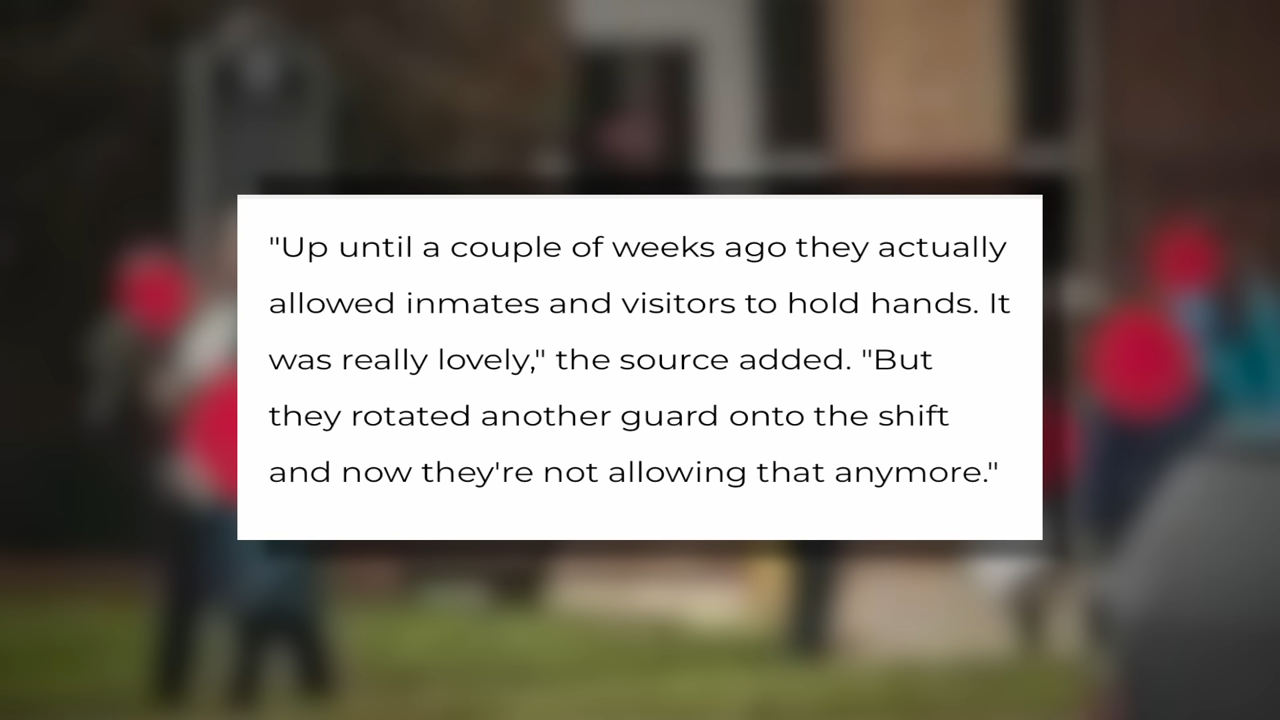 "Up until a couple of weeks ago they actually
allowed inmates and visitors to hold hands. It
was really lovely," the source added. "But
they rotated another guard onto the shift
and now they're not allowing that anymore."